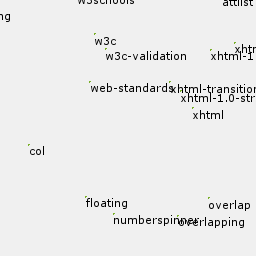 w3schools
attlist
ng
w3c
xhtm
w3c-validation
xhtml-1
web-standards
xhtml-transition
xhtml-1.0-str
xhtml
col
floating
overlap
numberspinner
overlapping